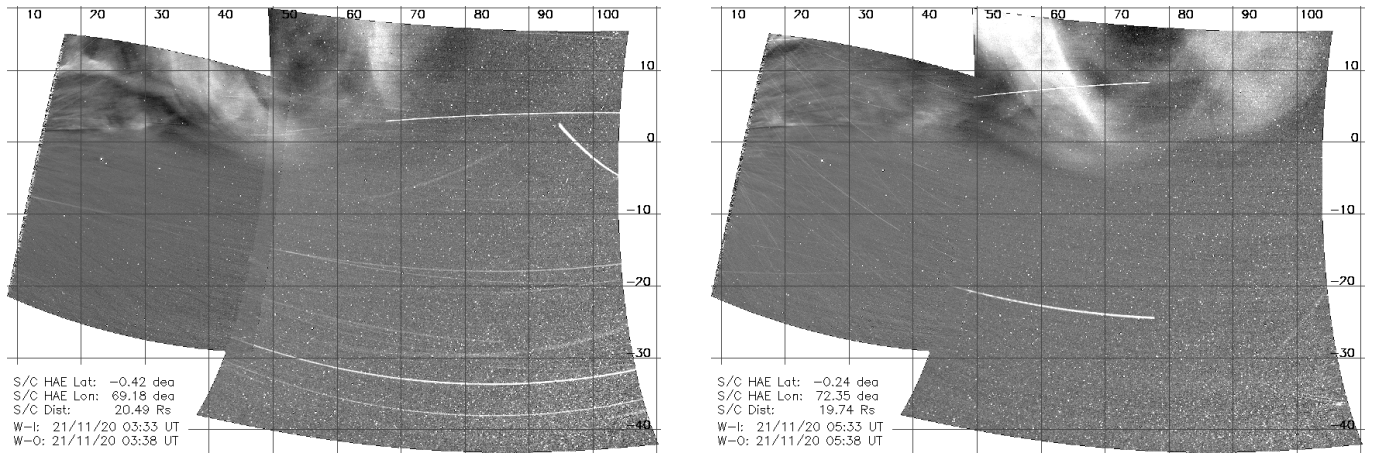 10 20 30 40 50 60 70 80 90 100
10
0
-10
-20
-30
-40
S/C HAE Lat: -0.42 deg
S/C HAE Lon: 69.18 deg
S/C Dist: 20.49 Rs
W-I: 21/11/20 03:33 UT
W-O: 21/11/20 03:38 UT
10 20 30 40 50 60 70 80 90 100
10
0
-10
-20
-30
-40
S/C HAE Lat: -0.24 deg
S/C HAE Lon: 72.35 deg
S/C Dist: 19.74 Rs
W-I: 21/11/20 05:33 UT
W-O: 21/11/20 05:38 UT